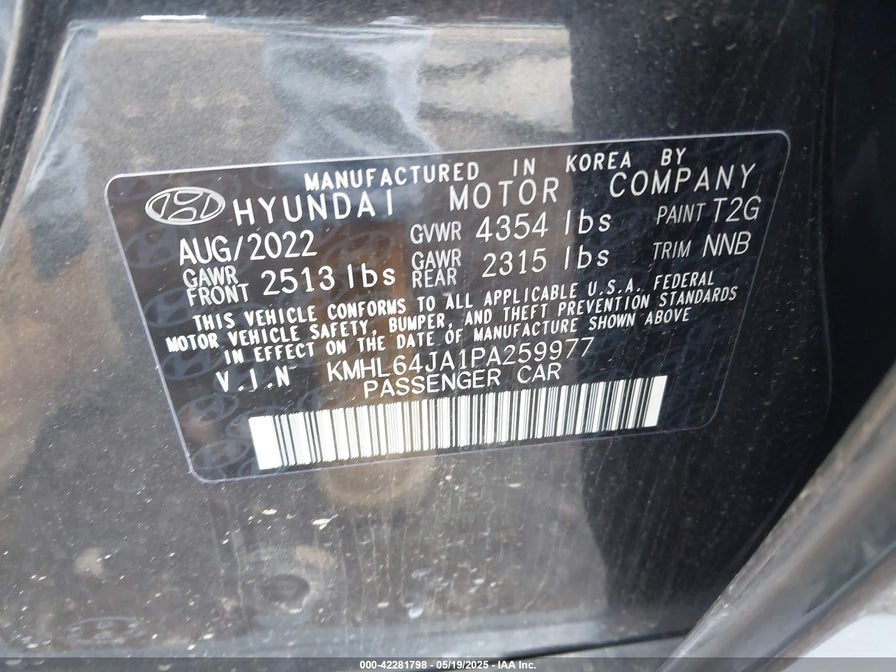 MANUFACTURED IN KOREA BY
HYUNDAI MOTOR COMPANY
AUG/2022 GVWR 4354 lbs PAINT T2G
GAWR FRONT 2513 lbs GAWR REAR 2315 lbs TRIM NNB
THIS VEHICLE CONFORMS TO ALL APPLICABLE U.S.A. FEDERAL
MOTOR VEHICLE SAFETY, BUMPER, AND THEFT PREVENTION STANDARDS
IN EFFECT ON THE DATE OF MANUFACTURE SHOWN ABOVE
V.I.N KMHL64JA1PA259977
PASSENGER CAR
000-42281798 - 05/19/2025 - IAA Inc.